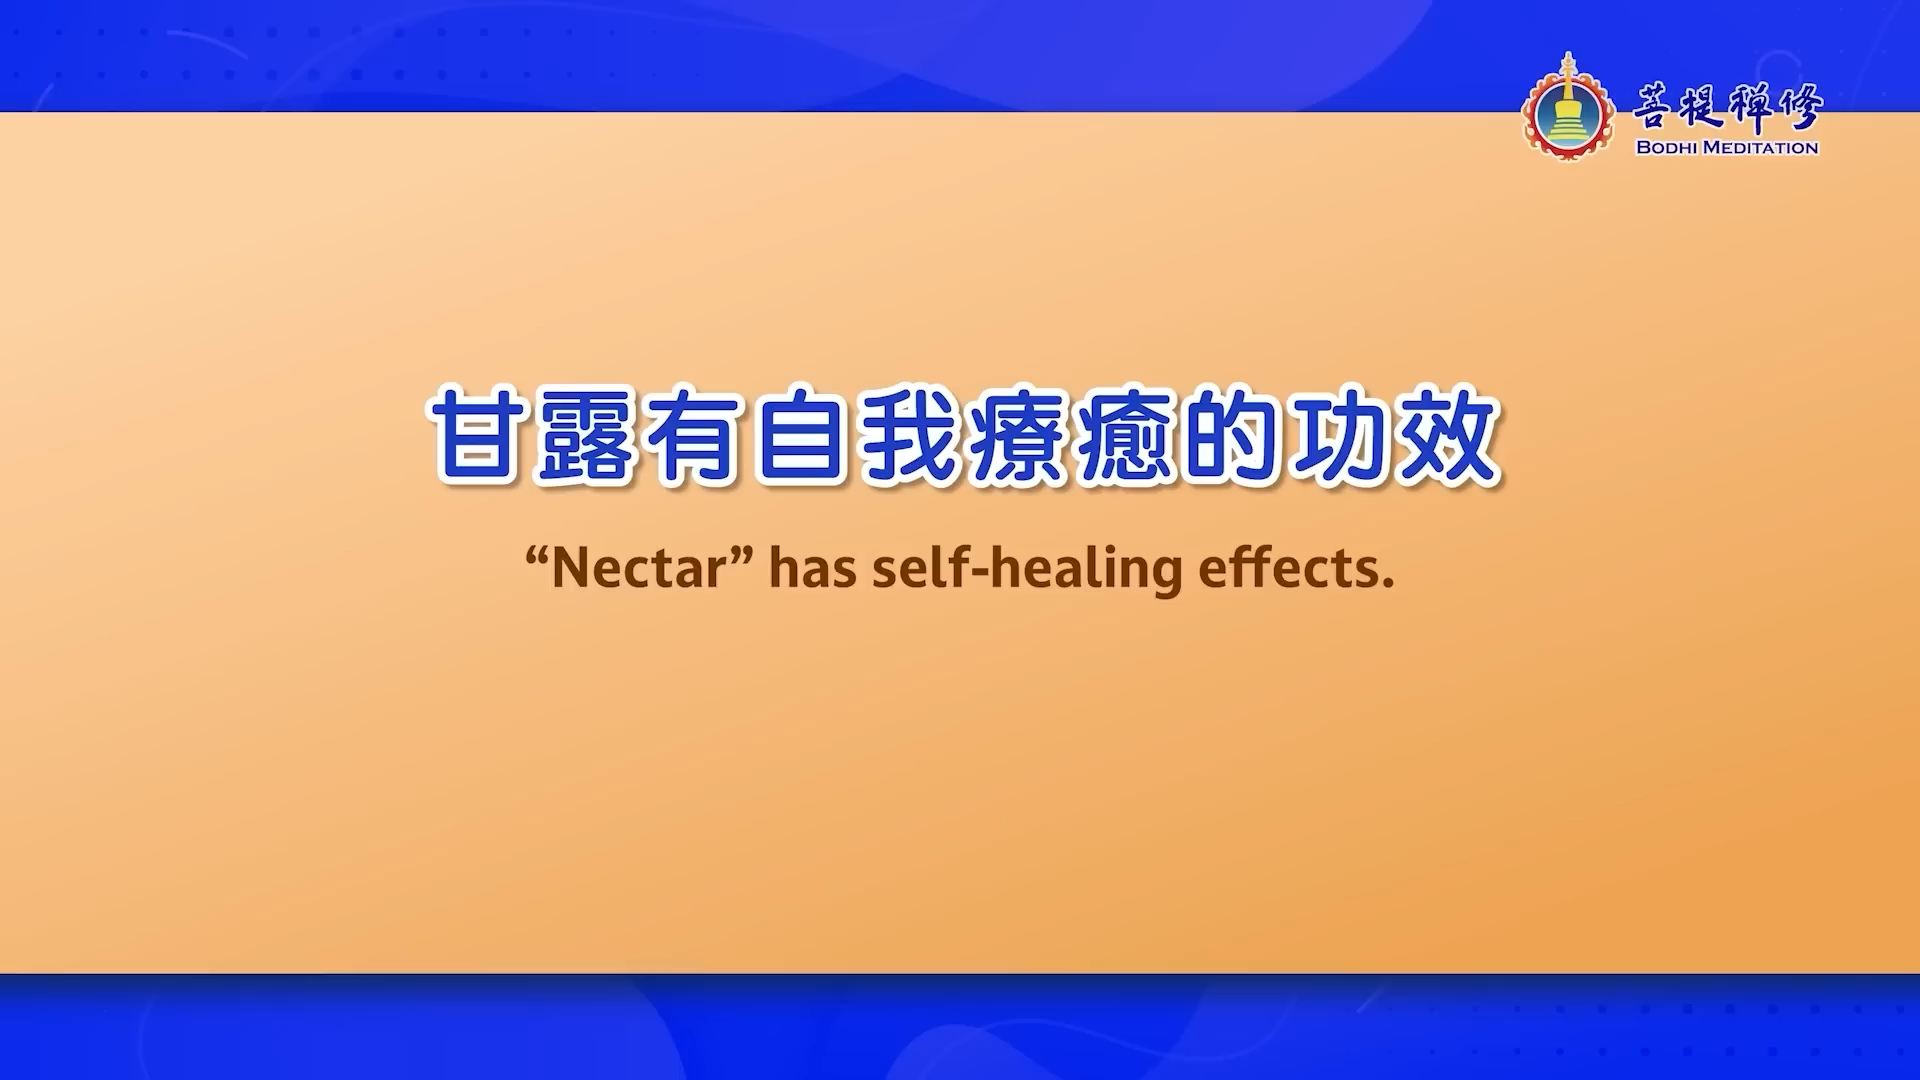 菩提禪修
BODHI MEDITATION
甘露有自我療癒的功效
“Nectar” has self-healing effects.